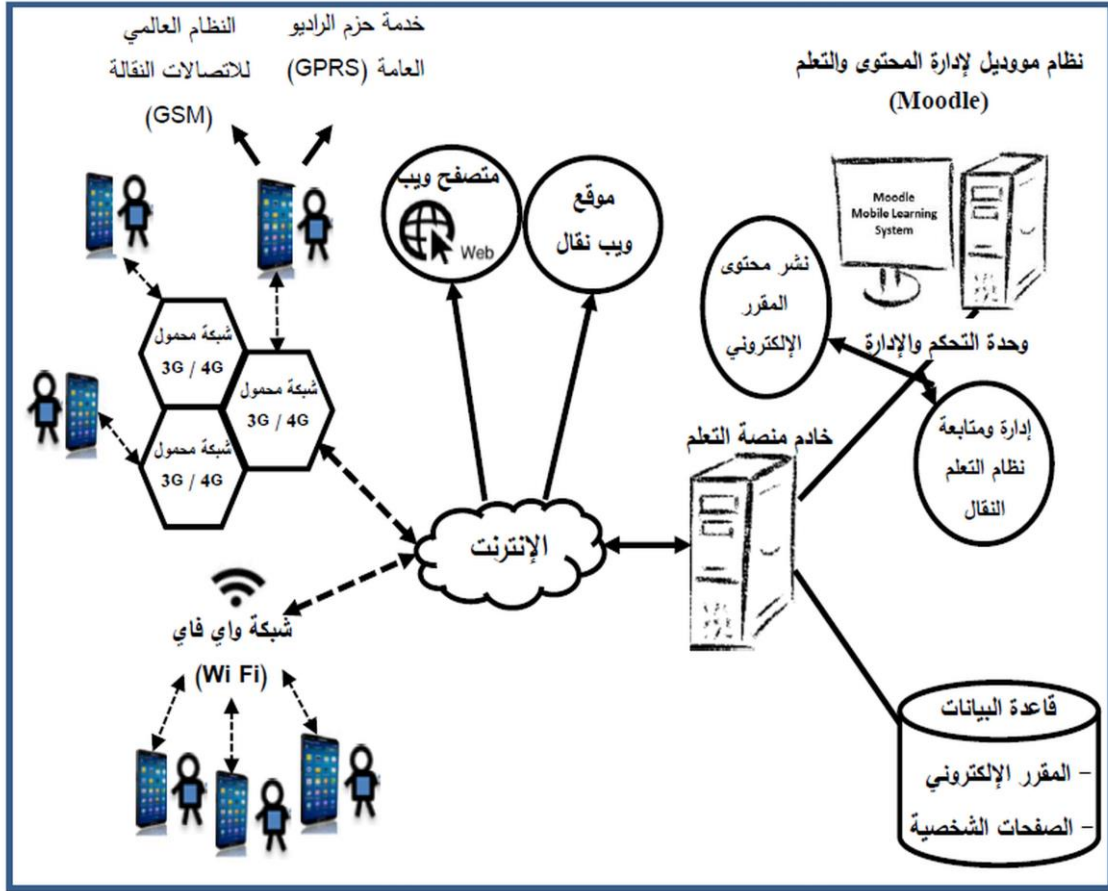 النظام العالمي
للاتصالات النقالة
(GSM)
خدمة حزم الراديو
العامة (GPRS)
نظام مووديل لإدارة المحتوى والتعلم
(Moodle)
Moodle
Mobile Learning
System
متصفح ويب
Web
موقع
ويب نقال
نشر محتوى
المقرر
الإلكتروني
وحدة التحكم والإدارة
إدارة ومتابعة
نظام التعلم
النقال
شبكة محمول
3G / 4G
شبكة محمول
3G / 4G
شبكة محمول
3G / 4G
خادم منصة التعلم
الإنترنت
شبكة واي فاي
(Wi Fi)
قاعدة البيانات
- المقرر الإلكتروني
- الصفحات الشخصية